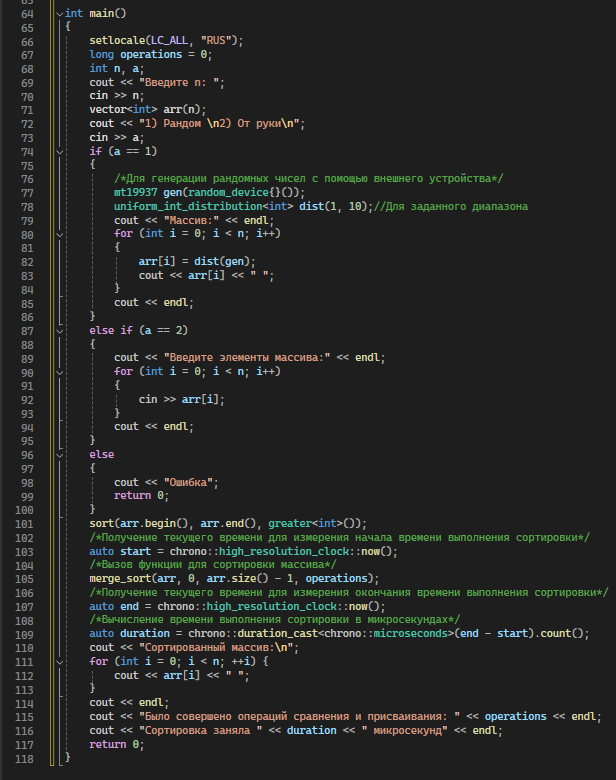 64 int main()
65 {
66 setlocale(LC_ALL, "RUS");
67 long operations = 0;
68 int n, a;
69 cout << "Введите n: ";
70 cin >> n;
71 vector<int> arr(n);
72 cout << "1) Рандом \n2) От руки\n";
73 cin >> a;
74 if (a == 1)
75 {
76 /*Для генерации рандомных чисел с помощью внешнего устройства*/
77 mt19937 gen(random_device{}());
78 uniform_int_distribution<int> dist(1, 10);//Для заданного диапазона
79 cout << "Массив:" << endl;
80 for (int i = 0; i < n; i++)
81 {
82 arr[i] = dist(gen);
83 cout << arr[i] << " ";
84 }
85 cout << endl;
86 }
87 else if (a == 2)
88 {
89 cout << "Введите элементы массива:" << endl;
90 for (int i = 0; i < n; i++)
91 {
92 cin >> arr[i];
93 }
94 cout << endl;
95 }
96 else
97 {
98 cout << "Ошибка";
99 return 0;
100 }
101 sort(arr.begin(), arr.end(), greater<int>());
102 /*Получение текущего времени для измерения начала времени выполнения сортировки*/
103 auto start = chrono::high_resolution_clock::now();
104 /*Вызов функции для сортировки массива*/
105 merge_sort(arr, 0, arr.size() - 1, operations);
106 /*Получение текущего времени для измерения окончания времени выполнения сортировки*/
107 auto end = chrono::high_resolution_clock::now();
108 /*Вычисление времени выполнения сортировки в микросекундах*/
109 auto duration = chrono::duration_cast<chrono::microseconds>(end - start).count();
110 cout << "Сортированный массив:\n";
111 for (int i = 0; i < n; ++i) {
112 cout << arr[i] << " ";
113 }
114 cout << endl;
115 cout << "Было совершено операций сравнения и присваивания: " << operations << endl;
116 cout << "Сортировка заняла " << duration << " микросекунд" << endl;
117 return 0;
118 }